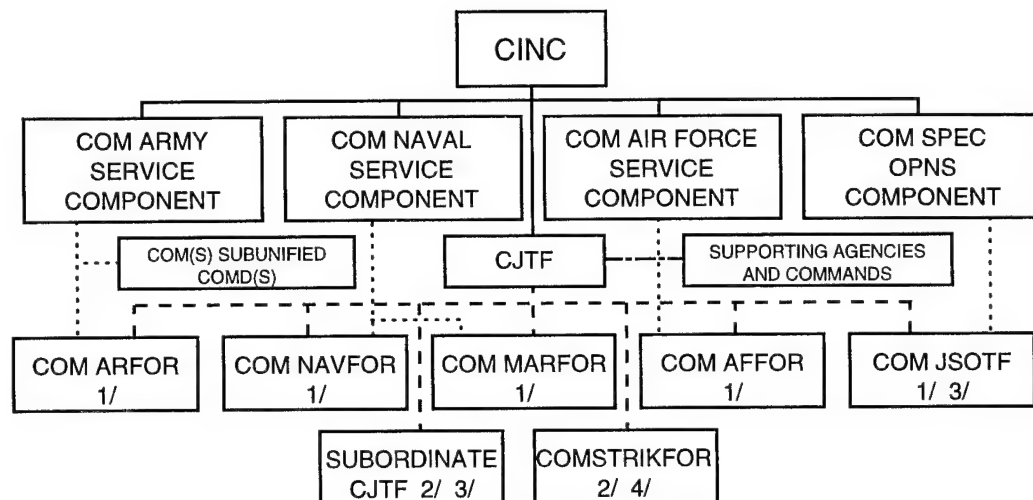 CINC
COM ARMY
SERVICE
COMPONENT
COM NAVAL
SERVICE
COMPONENT
COM AIR FORCE
SERVICE
COMPONENT
COM SPEC
OPNS
COMPONENT
COM(S) SUBUNIFIED
COMD(S)
CJTF
SUPPORTING AGENCIES
AND COMMANDS
COM ARFOR
1/
COM NAVFOR
1/
COM MARFOR
1/
COM AFFOR
1/
COM JSOTF
1/ 3/
SUBORDINATE
CJTF 2/ 3/
COMSTRIKFOR
2/ 4/